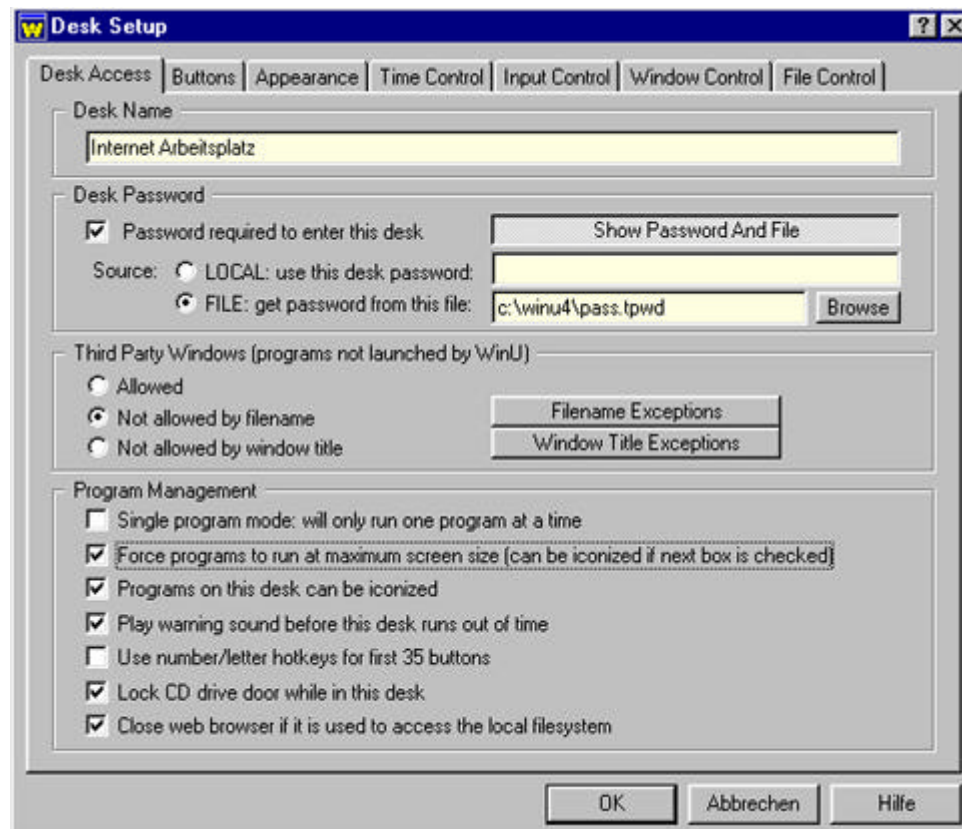 Desk Setup
Desk Access Buttons Appearance Time Control Input Control Window Control File Control
Desk Name
Internet Arbeitsplatz
Desk Password
Password required to enter this desk Show Password And File
Source: LOCAL: use this desk password:
FILE: get password from this file: c:\winu4\pass.tpwd Browse
Third Party Windows (programs not launched by WinU)
Allowed
Not allowed by filename Filename Exceptions
Not allowed by window title Window Title Exceptions
Program Management
Single program mode: will only run one program at a time
Force programs to run at maximum screen size (can be iconized if next box is checked)
Programs on this desk can be iconized
Play warning sound before this desk runs out of time
Use number/letter hotkeys for first 35 buttons
Lock CD drive door while in this desk
Close web browser if it is used to access the local filesystem
OK Abbrechen Hilfe